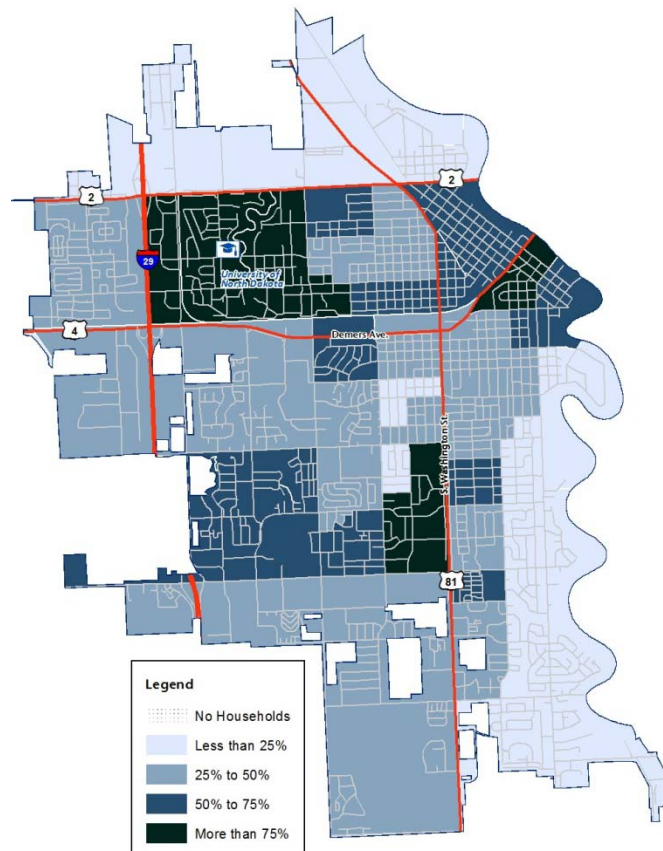 2
2
29
University of
North Dakota
4
Demers Ave.
S. Washington St.
81
Legend
No Households
Less than 25%
25% to 50%
50% to 75%
More than 75%